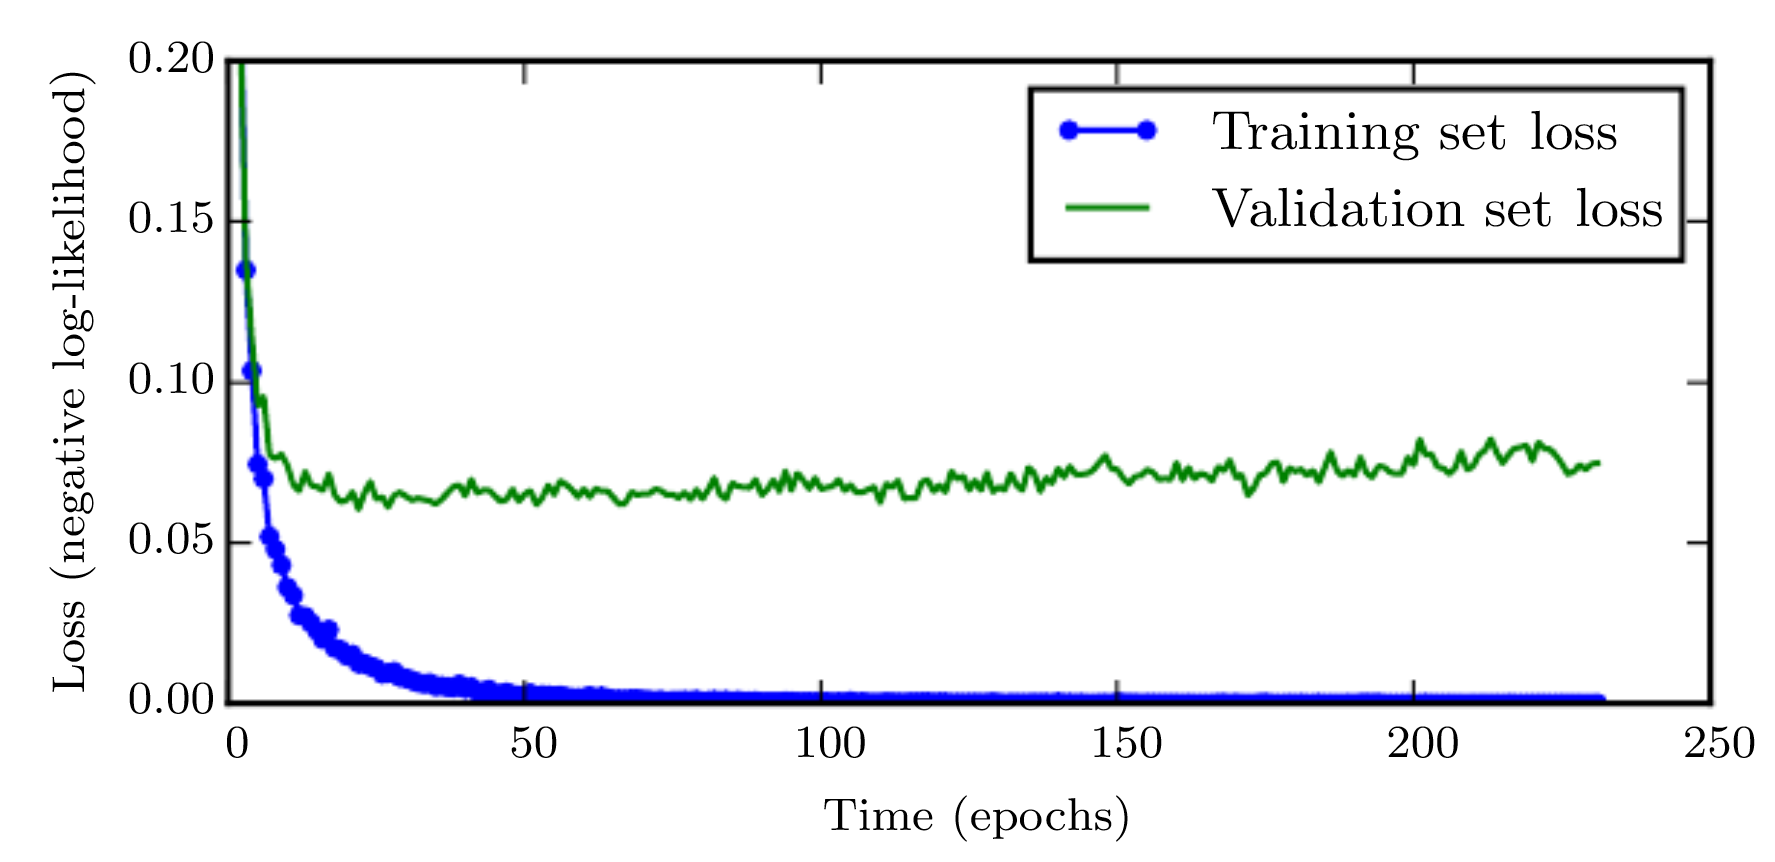 0.20
0.15
0.10
0.05
0.00
Loss (negative log-likelihood)
Training set loss
Validation set loss
0 50 100 150 200 250
Time (epochs)